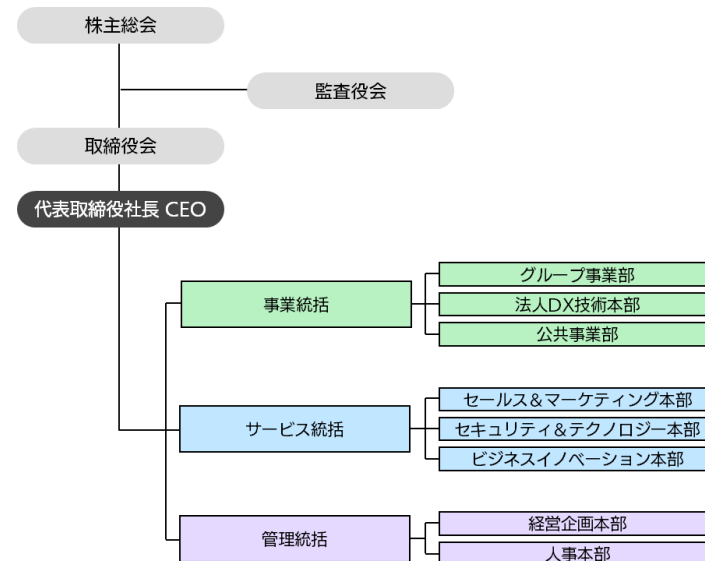 株主総会
監査役会
取締役会
代表取締役社長 CEO
事業統括
グループ事業部
法人DX技術本部
公共事業部
サービス統括
セールス＆マーケティング本部
セキュリティ＆テクノロジー本部
ビジネスイノベーション本部
管理統括
経営企画本部
人事本部